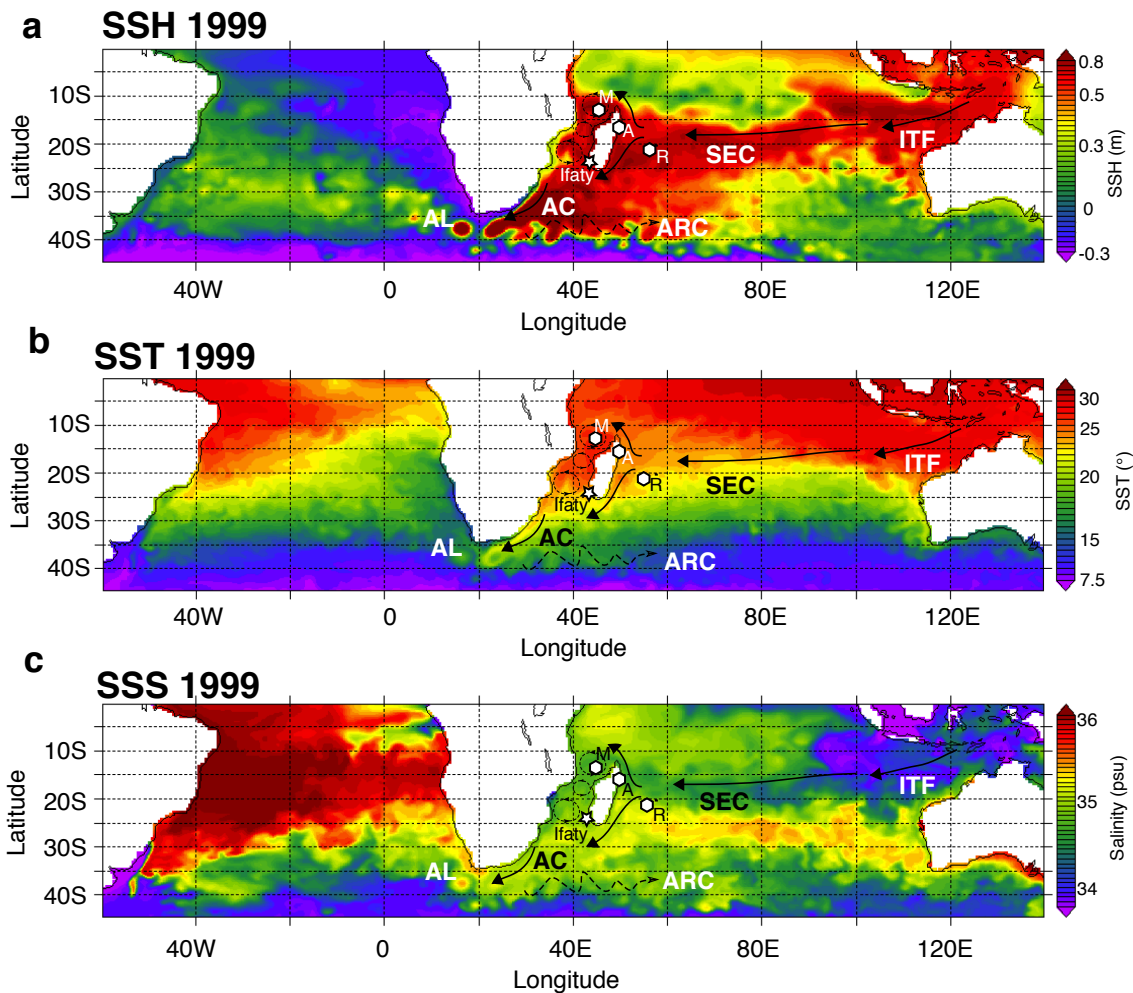 a SSH 1999
Latitude
10S
20S
30S
40S
M
A
R
Ifaty
SEC
ITF
AL
AC
ARC
0.8
0.5
0.3
0
-0.3
SSH (m)
40W 0 40E 80E 120E
Longitude
b SST 1999
Latitude
10S
20S
30S
40S
M
A
R
Ifaty
SEC
ITF
AL
AC
ARC
30
25
20
15
7.5
SST (°)
40W 0 40E 80E 120E
Longitude
c SSS 1999
Latitude
10S
20S
30S
40S
M
A
R
Ifaty
SEC
ITF
AL
AC
ARC
36
35
34
Salinity (psu)
40W 0 40E 80E 120E
Longitude